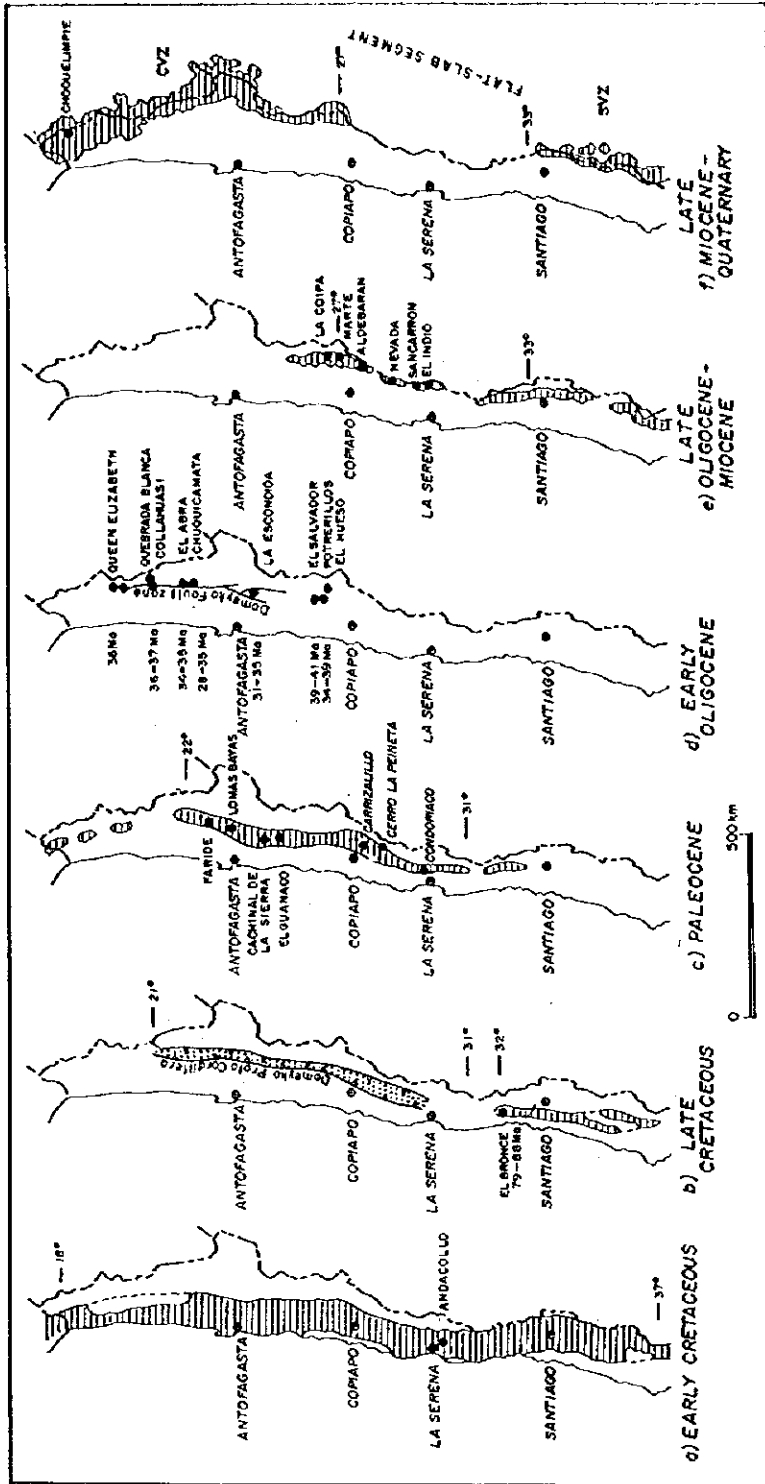 18°
ANTOFAGASTA
COPIAPO
LA SERENA
ANDACOLLO
SANTIAGO
37°
a) EARLY CRETACEOUS
21°
Domeyko Proto Cordillera
ANTOFAGASTA
COPIAPO
LA SERENA
31°
32°
EL BRONCE
79-88 Ma
SANTIAGO
b) LATE
CRETACEOUS
22°
FARIDE
LOMAS BAYAS
ANTOFAGASTA
CACHINAL DE
LA SIERRA
EL GUANACO
COPIAPO
CARRIZALILLO
CERRO LA PEINETA
LA SERENA
CONDORIACO
31°
SANTIAGO
c) PALEOCENE
0
500 km
QUEEN ELIZABETH
36 Ma
QUEBRADA BLANCA
COLLAHUASI
36-37 Ma
EL ABRA
CHUQUICAMATA
28-35 Ma
Domeyko Fault zone
ANTOFAGASTA
LA ESCONDIDA
31-35 Ma
EL SALVADOR
POTRERILLOS
EL HUESO
39-41 Ma
34-39 Ma
COPIAPO
LA SERENA
SANTIAGO
d) EARLY
OLIGOCENE
ANTOFAGASTA
LA COIPA
27°
MARTE
ALDEBARAN
COPIAPO
NEVADA
SANCARRON
EL INDIO
LA SERENA
33°
SANTIAGO
LATE
e) OLIGOCENE-
MIOCENE
CHOQUELIMPIE
CVZ
ANTOFAGASTA
27°
COPIAPO
FLAT-SLAB SEGMENT
LA SERENA
33°
SANTIAGO
SVZ
LATE
f) MIOCENE-
QUATERNARY